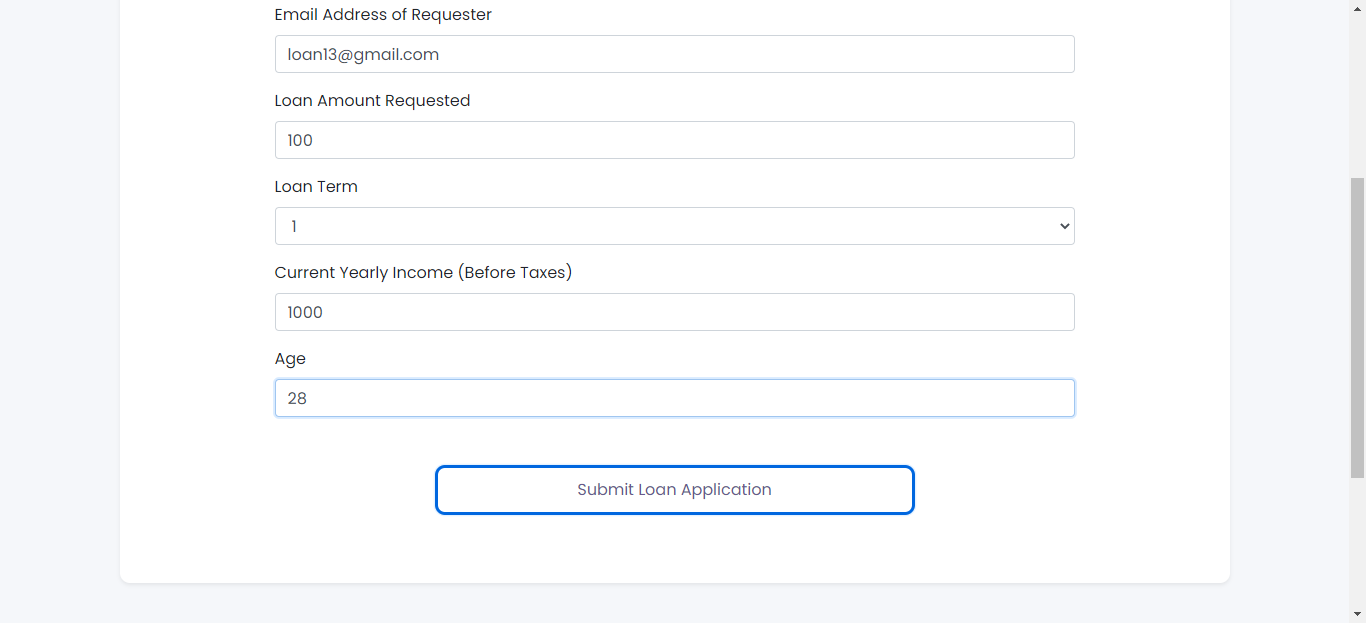 Email Address of Requester
loan13@gmail.com
Loan Amount Requested
100
Loan Term
1
Current Yearly Income (Before Taxes)
1000
Age
28
Submit Loan Application